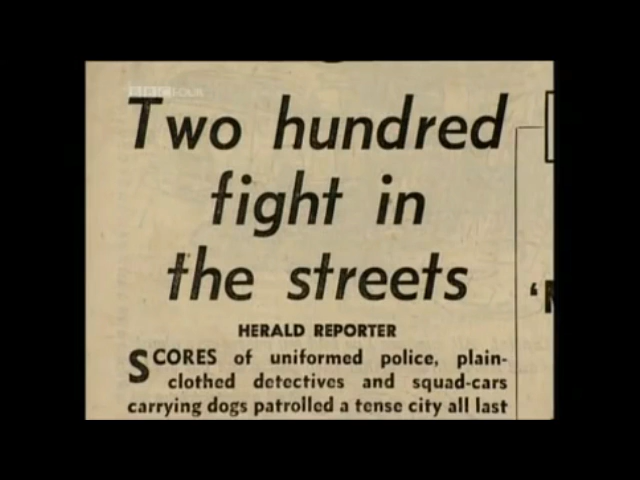 BBC FOUR
Two hundred
fight in
the streets
HERALD REPORTER
SCORES of uniformed police, plain-
clothed detectives and squad-cars
carrying dogs patrolled a tense city all last